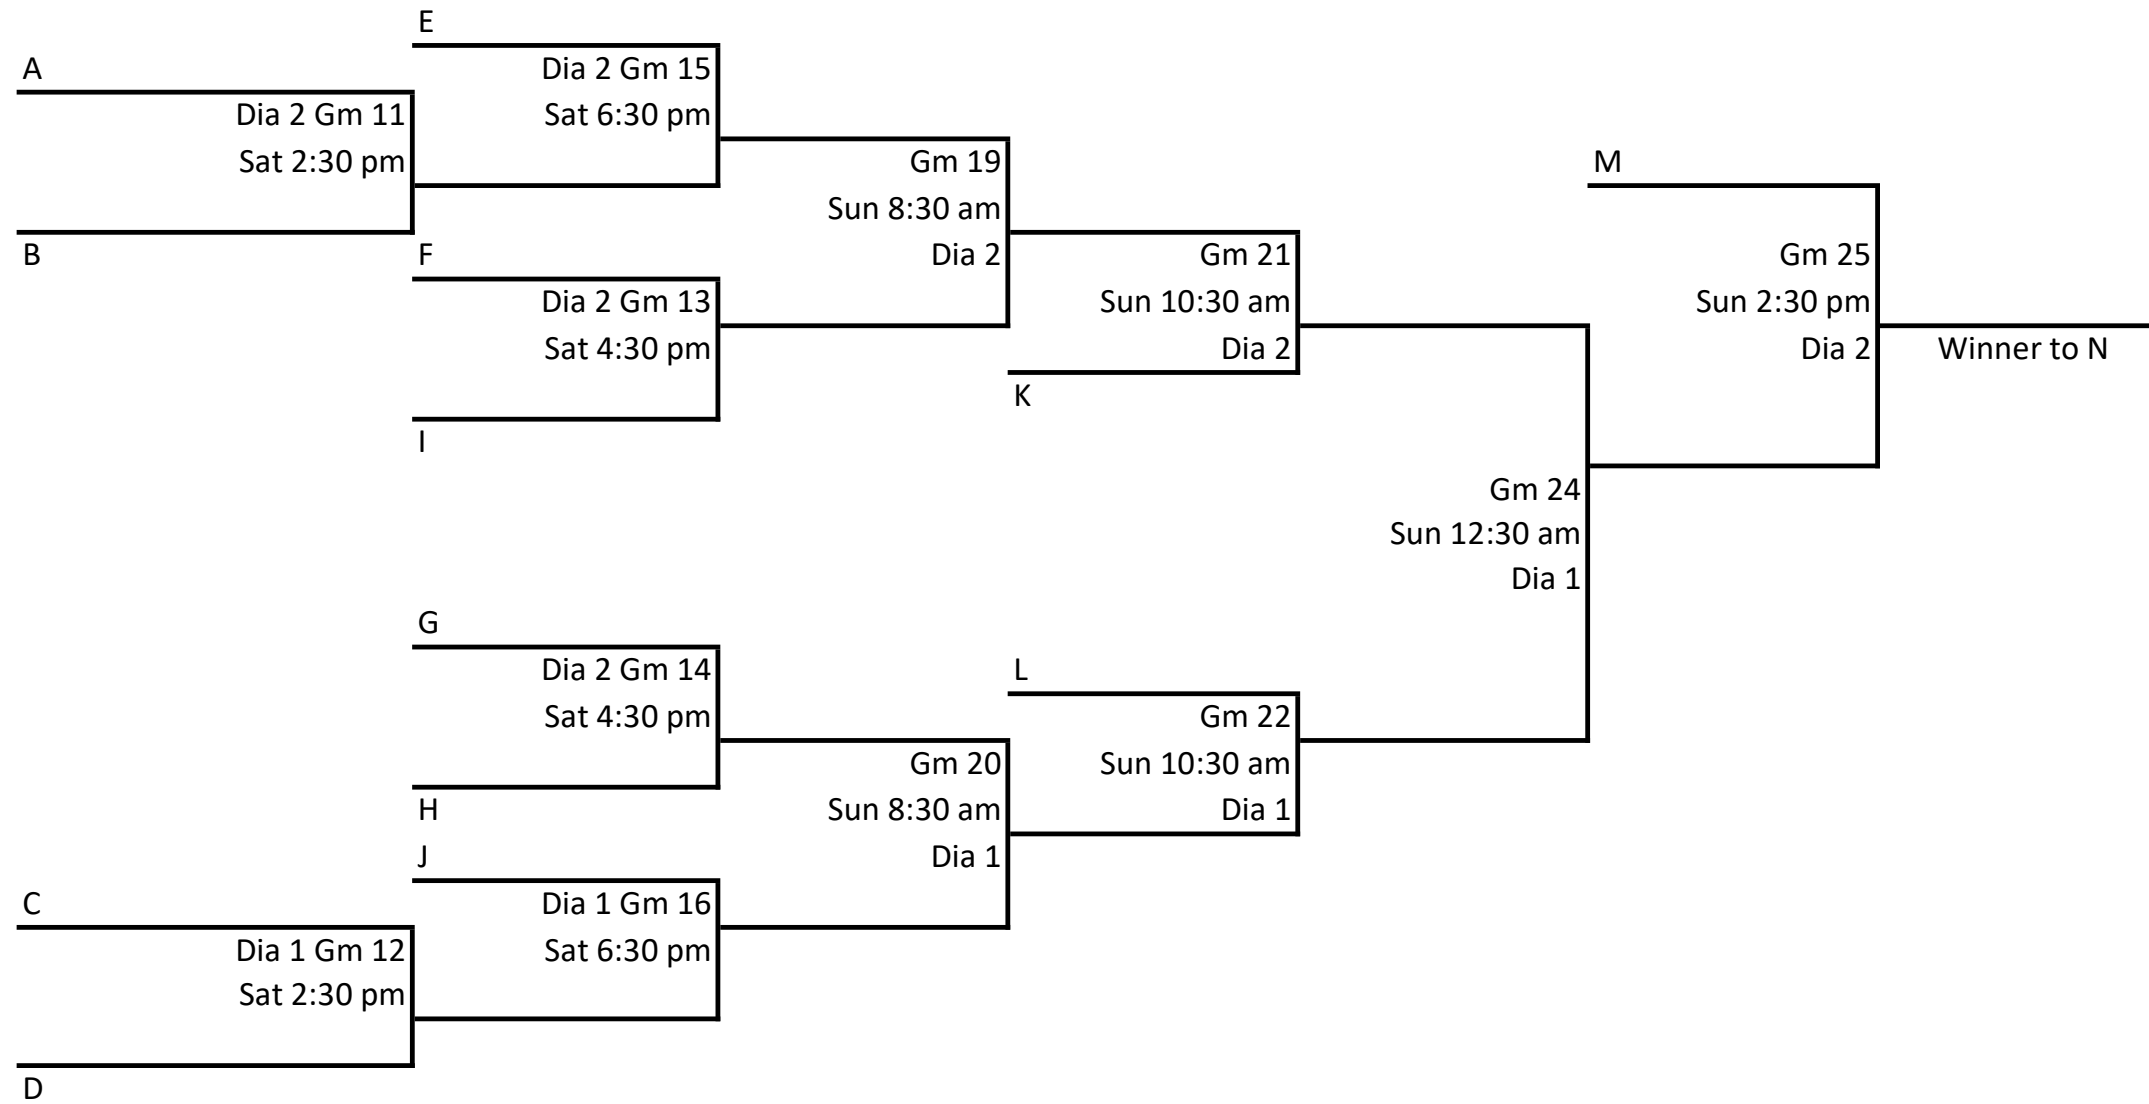 E
A
Dia 2 Gm 15
Dia 2 Gm 11
Sat 6:30 pm
Sat 2:30 pm
Gm 19
M
Sun 8:30 am
B
F
Dia 2
Gm 21
Gm 25
Dia 2 Gm 13
Sun 10:30 am
Sun 2:30 pm
Sat 4:30 pm
Dia 2
Dia 2
Winner to N
K
I
Gm 24
Sun 12:30 am
Dia 1
G
Dia 2 Gm 14
L
Sat 4:30 pm
Gm 22
Gm 20
Sun 10:30 am
H
Sun 8:30 am
Dia 1
J
Dia 1
C
Dia 1 Gm 16
Dia 1 Gm 12
Sat 6:30 pm
Sat 2:30 pm
D